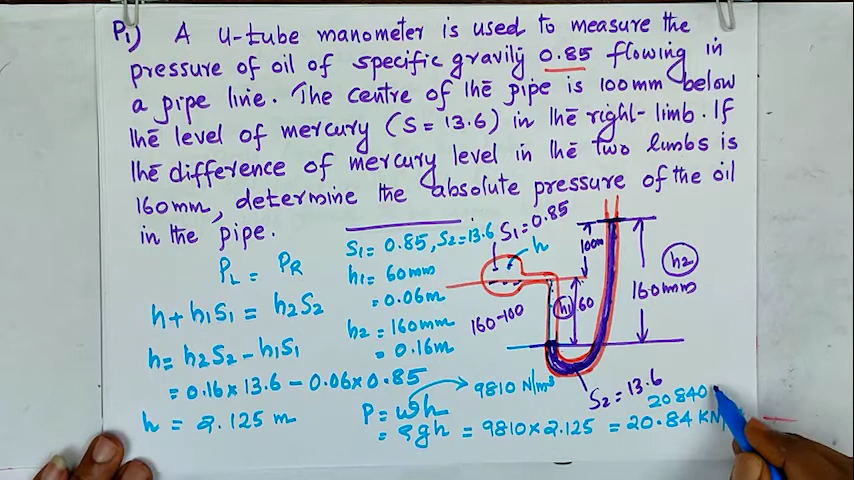 P1) A U-tube manometer is used to measure the
pressure of oil of specific gravity 0.85 flowing in
a pipe line. The centre of the pipe is 100mm below
the level of mercury (S = 13.6) in the right-limb. If
the difference of mercury level in the two limbs is
160mm, determine the absolute pressure of the oil
in the pipe.
PL = PR
h + h1S1 = h2S2
h = h2S2 - h1S1
= 0.16 x 13.6 - 0.06 x 0.85
h = 2.125 m
S1 = 0.85, S2 = 13.6
h1 = 60mm
= 0.06m
h2 = 160mm
= 0.16m
P = ωh
= ϱgh = 9810 x 2.125 = 20.84 KN/
9810 N/m³
20840
S1 = 0.85
h
100m
h2
160mm
h1
60
160-100
S2 = 13.6